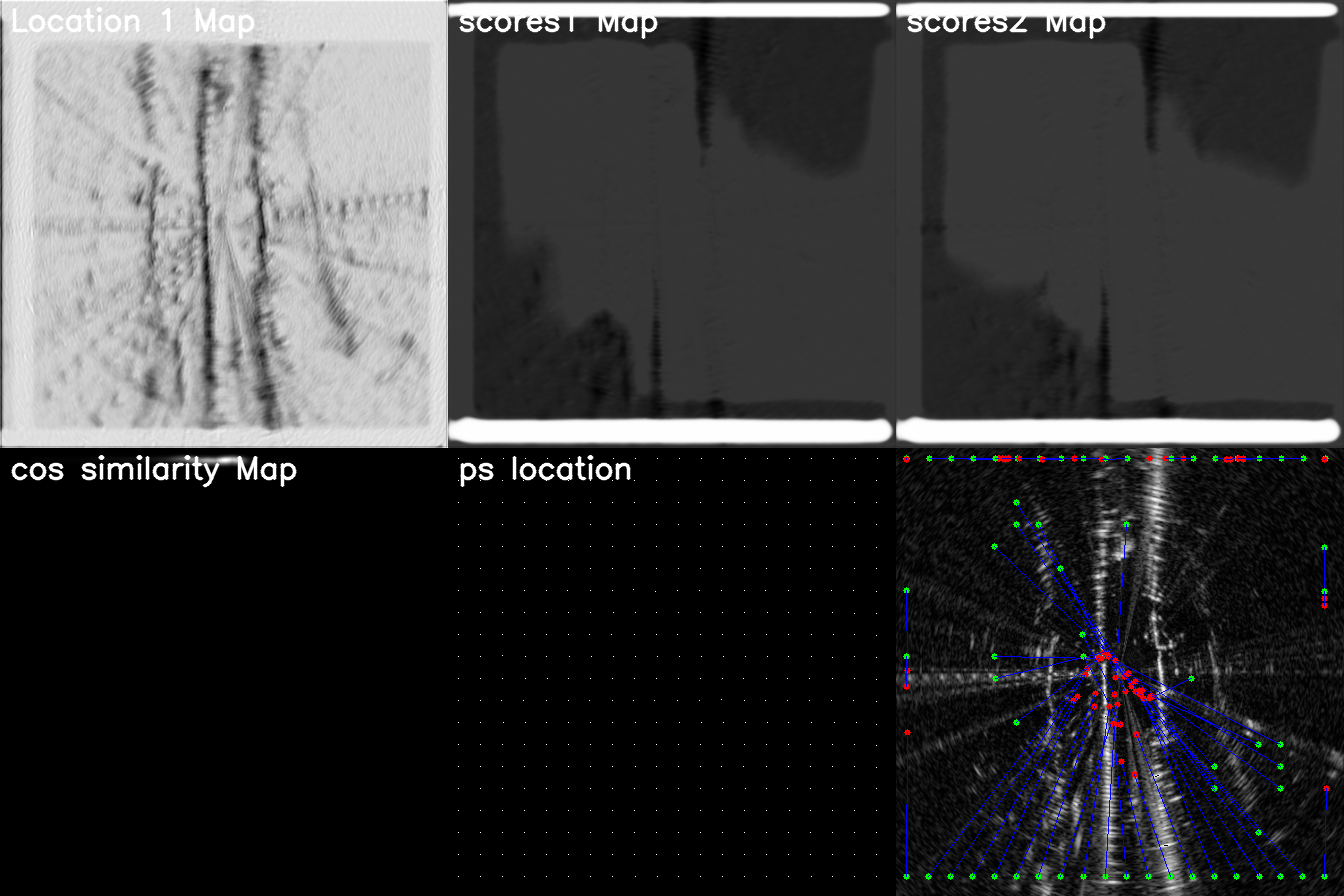 Location 1 Map
scores1 Map
scores2 Map
cos similarity Map
ps location